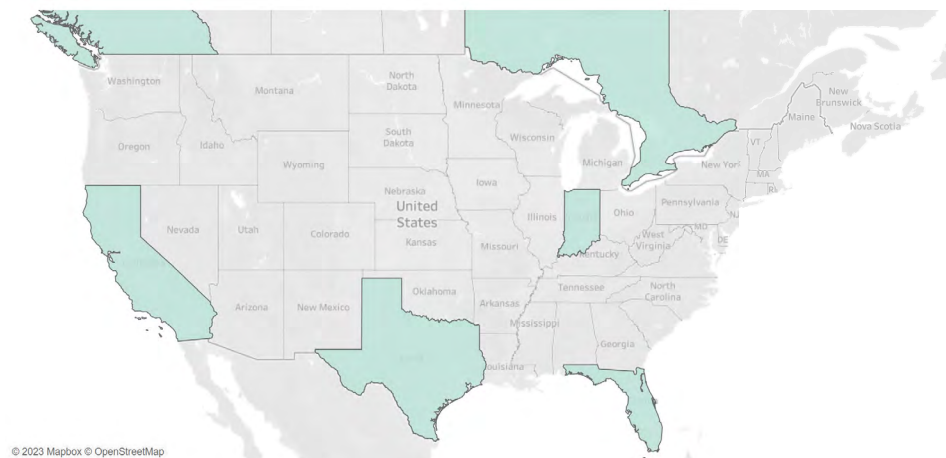 Washington
Montana
North
Dakota
Minnesota
New
Brunswick
Maine
Nova Scotia
Oregon
Idaho
South
Dakota
Wisconsin
VT
Wyoming
Michigan
New York
MA
RI
Nebraska
Iowa
Pennsylvania
United
States
Illinois
Ohio
NJ
Nevada
Utah
Colorado
Kansas
Missouri
West
Virginia
MD
DE
Kentucky
Arizona
New Mexico
Oklahoma
Arkansas
Tennessee
North
Carolina
Mississippi
Georgia
Louisiana
© 2023 Mapbox © OpenStreetMap